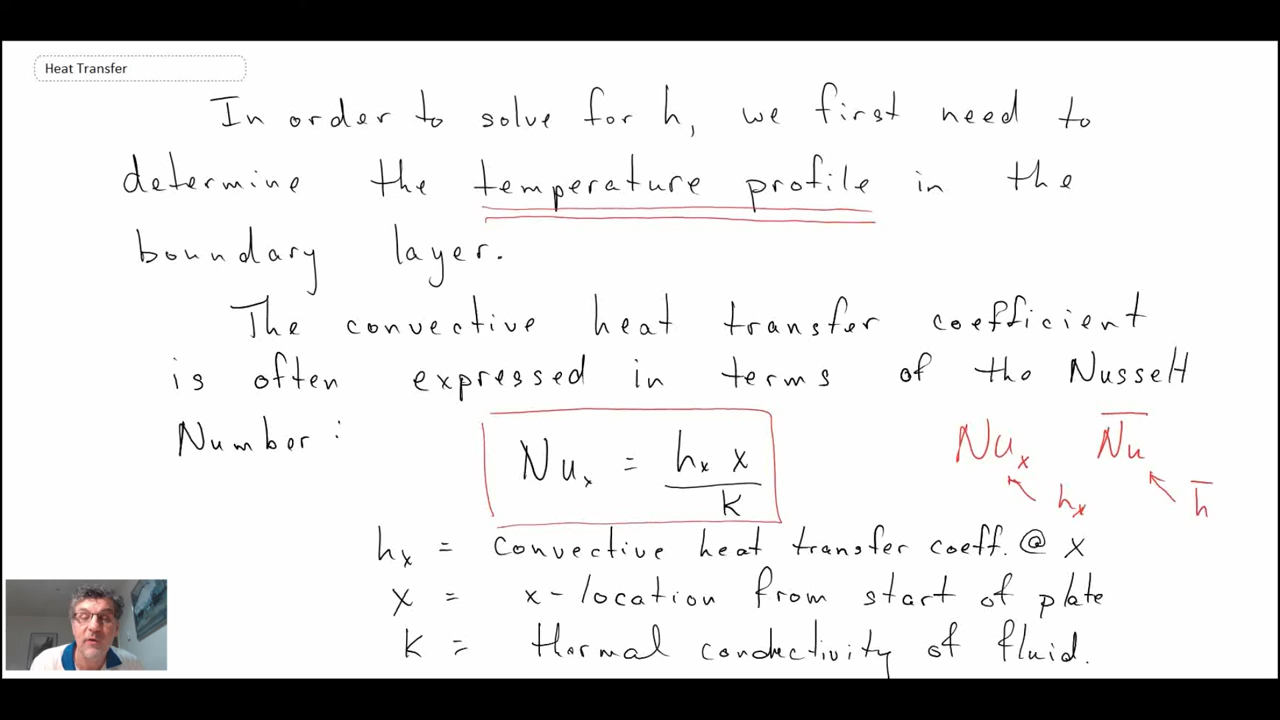 Heat Transfer
In order to solve for h, we first need to
determine the temperature profile in the
boundary layer.
The convective heat transfer coefficient
is often expressed in terms of the Nusselt
Number:
Nuₓ = hₓ x / k
Nuₓ N̅u̅
hₓ h̅
hₓ = convective heat transfer coeff. @ x
x = x-location from start of plate
k = thermal conductivity of fluid.